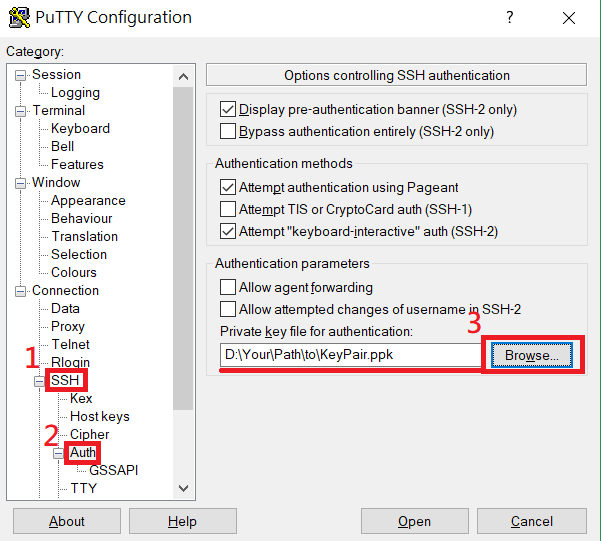 PuTTY Configuration
Category:
Session
Logging
Terminal
Keyboard
Bell
Features
Window
Appearance
Behaviour
Translation
Selection
Colours
Connection
Data
Proxy
Telnet
1
Rlogin
SSH
Kex
Host keys
Cipher
2
Auth
GSSAPI
TTY
Options controlling SSH authentication
Display pre-authentication banner (SSH-2 only)
Bypass authentication entirely (SSH-2 only)
Authentication methods
Attempt authentication using Pageant
Attempt TIS or CryptoCard auth (SSH-1)
Attempt "keyboard-interactive" auth (SSH-2)
Authentication parameters
Allow agent forwarding
Allow attempted changes of username in SSH-2
Private key file for authentication:
3
D:\Your\Path\to\KeyPair.ppk
Browse...
About
Help
Open
Cancel